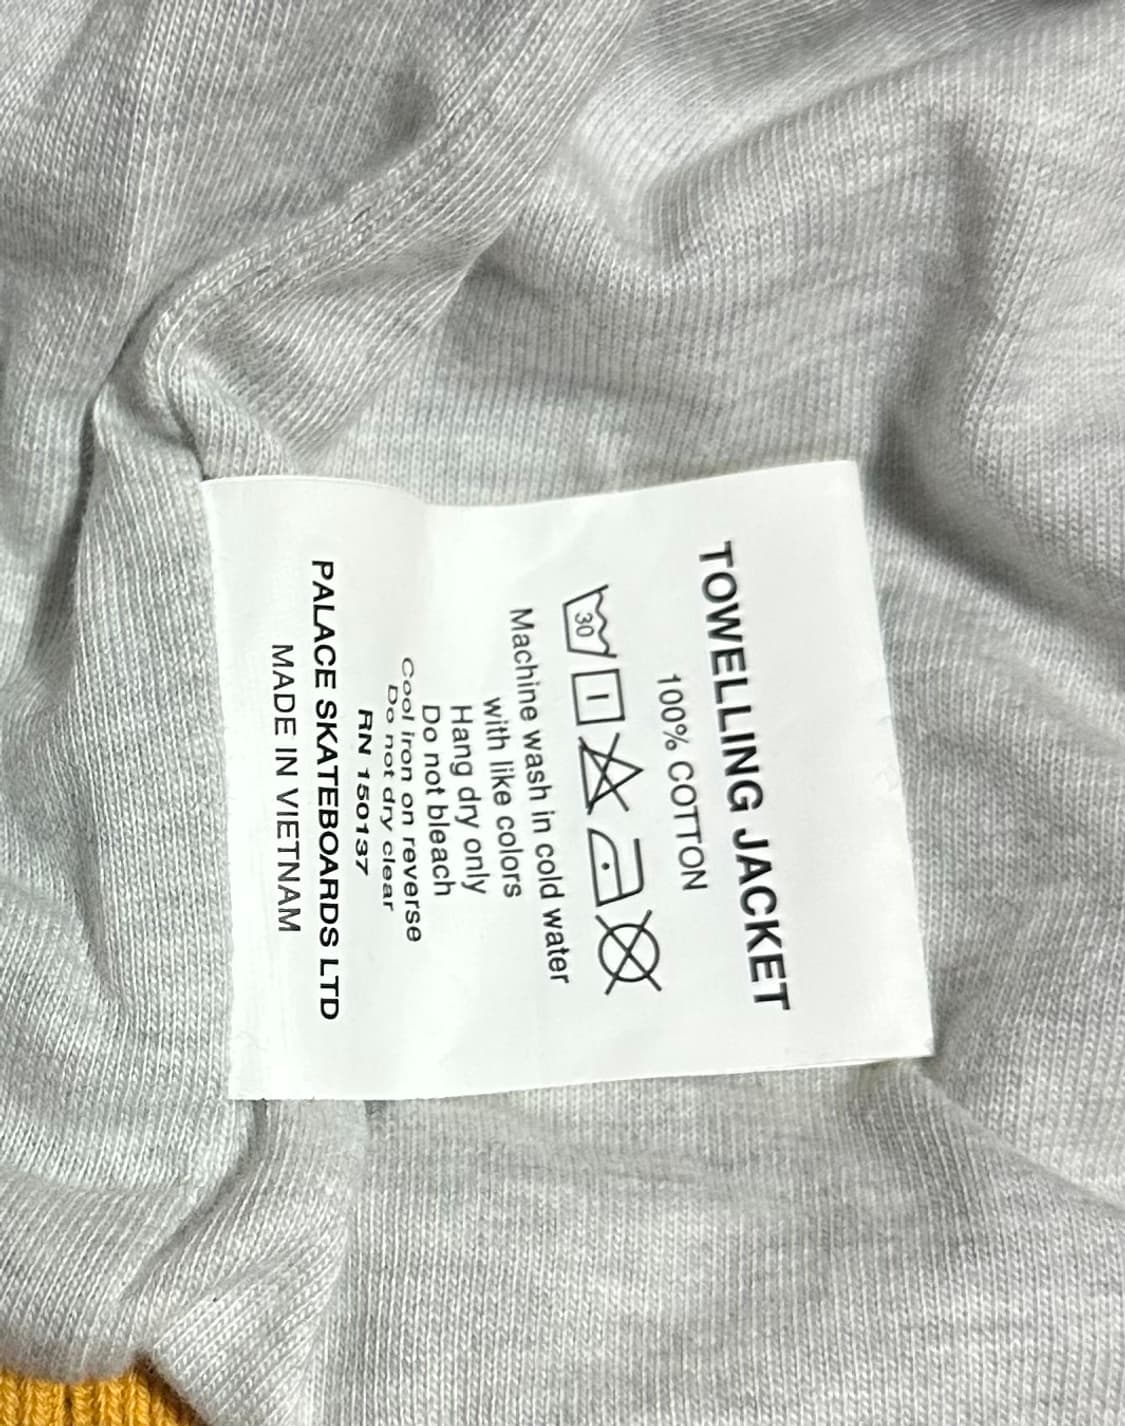 TOWELLING JACKET
100% COTTON
30
Machine wash in cold water
with like colors
Hang dry only
Do not bleach
Cool iron on reverse
Do not dry clear
RN 150137
PALACE SKATEBOARDS LTD
MADE IN VIETNAM